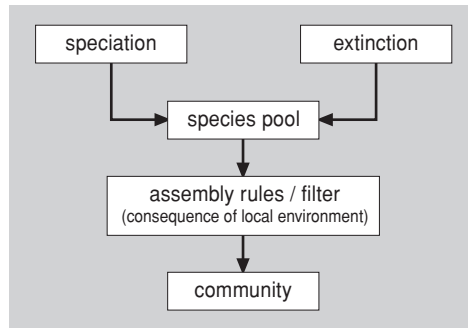 speciation
extinction
species pool
assembly rules / filter
(consequence of local environment)
community